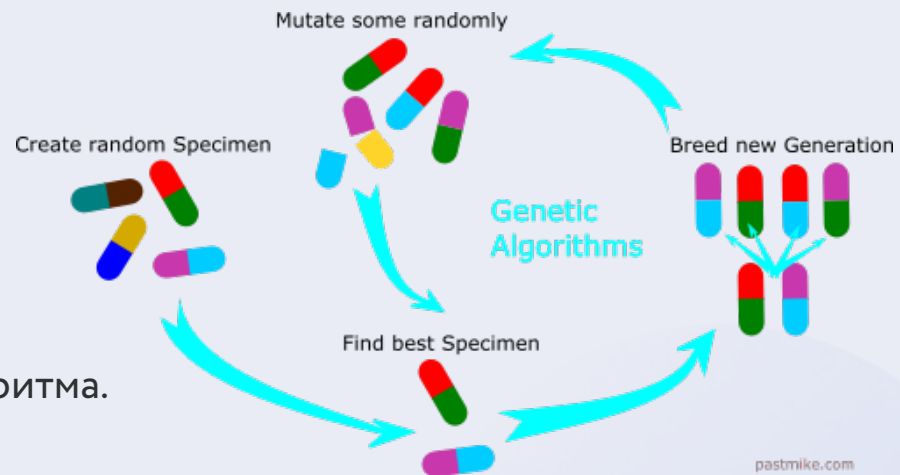 Mutate some randomly
Create random Specimen
Breed new Generation
Genetic
Algorithms
Find best Specimen
ритма.
pastmike.com